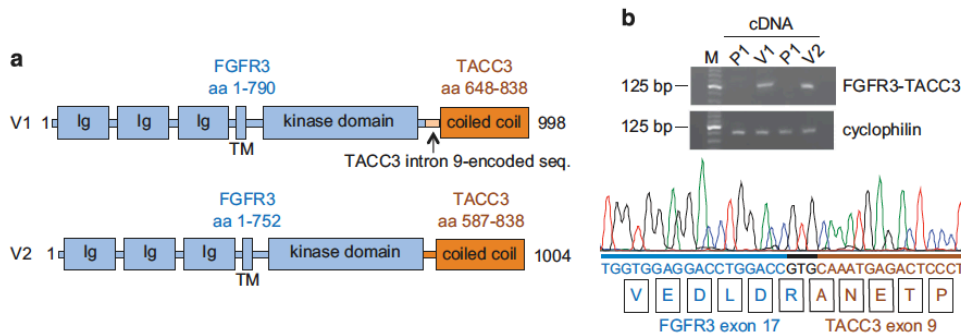 a
FGFR3
aa 1-790
TACC3
aa 648-838
V1 1 Ig Ig Ig kinase domain coiled coil 998
TM
TACC3 intron 9-encoded seq.
FGFR3
aa 1-752
TACC3
aa 587-838
V2 1 Ig Ig Ig kinase domain coiled coil 1004
TM
b
cDNA
M P1 V1 P1 V2
125 bp FGFR3-TACC3
125 bp cyclophilin
TGGTGGAGGACCTGGACCGTGCAAATGAGACTCCCT
V E D L D R A N E T P
FGFR3 exon 17 TACC3 exon 9